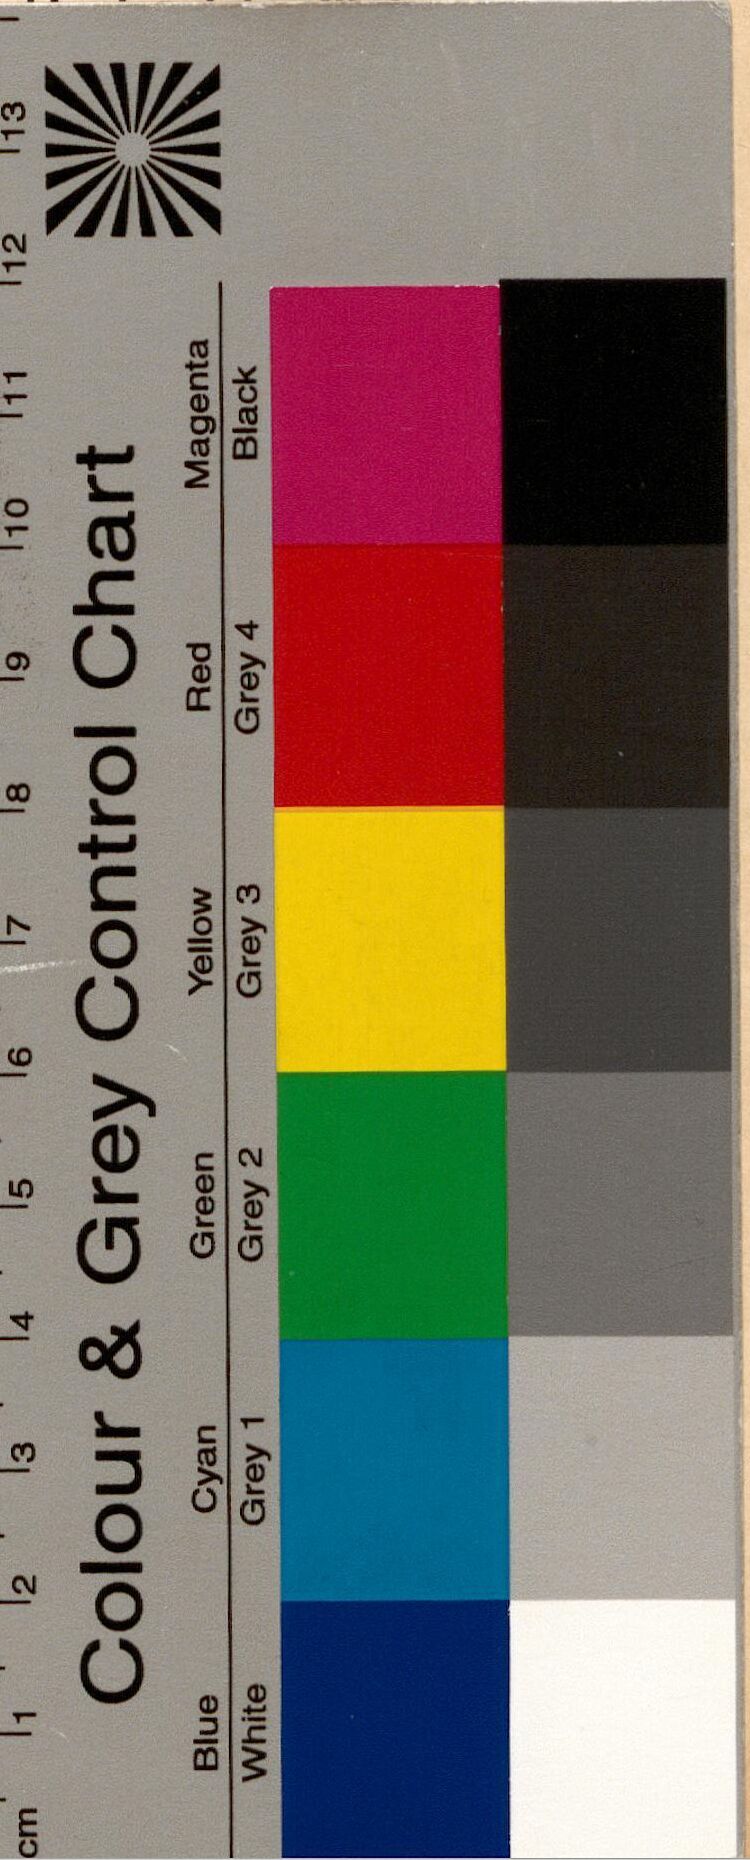 Colour & Grey Control Chart
Blue Cyan Green Yellow Red Magenta
White Grey 1 Grey 2 Grey 3 Grey 4 Black
cm 1 2 3 4 5 6 7 8 9 10 11 12 13